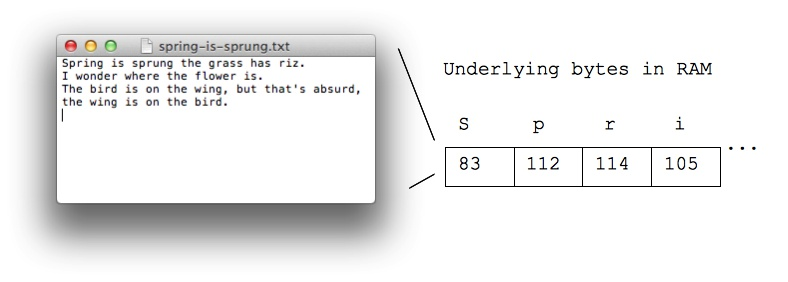 spring-is-sprung.txt
Spring is sprung the grass has riz.
I wonder where the flower is.
The bird is on the wing, but that's absurd,
the wing is on the bird.
Underlying bytes in RAM
S p r i
83 112 114 105 ...